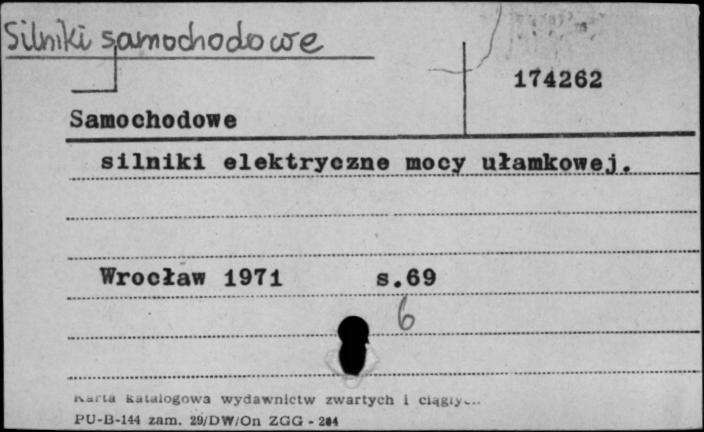 Silniki samochodowe
174262
Samochodowe
silniki elektryczne mocy ułamkowej.
Wrocław 1971 s.69
6
Karta katalogowa wydawnictw zwartych i ciągłych
PU-B-144 zam. 29/DW/On ZGG - 204